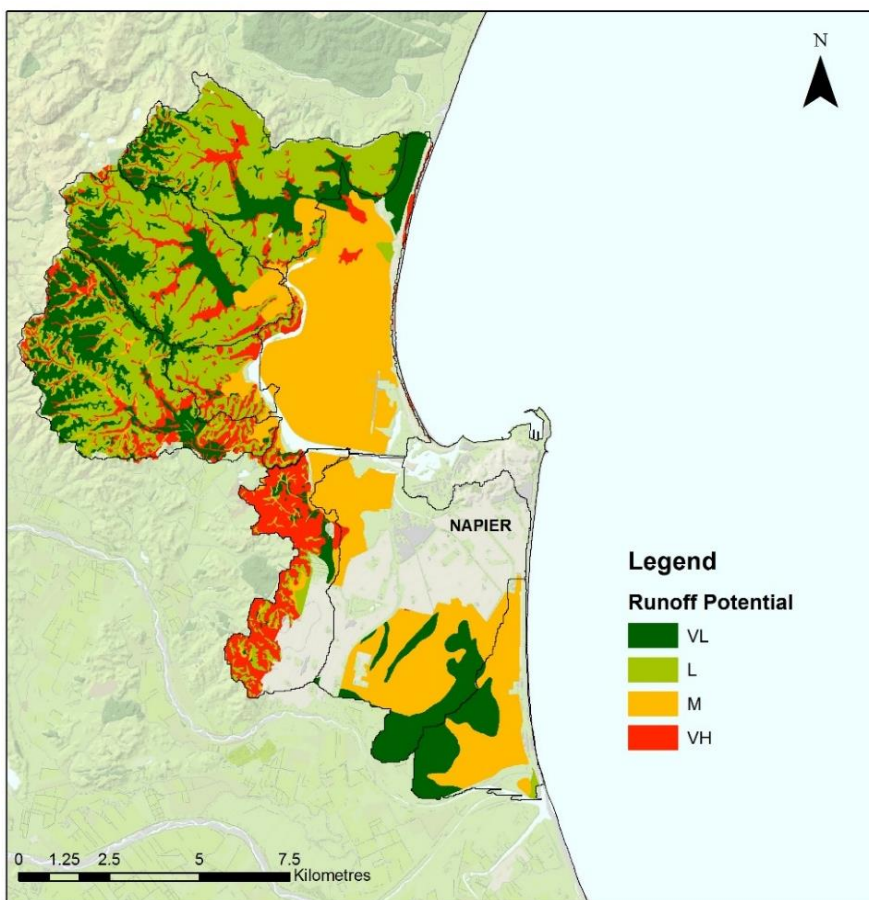 N
NAPIER
Legend
Runoff Potential
VL
L
M
VH
0 1.25 2.5 5 7.5
Kilometres